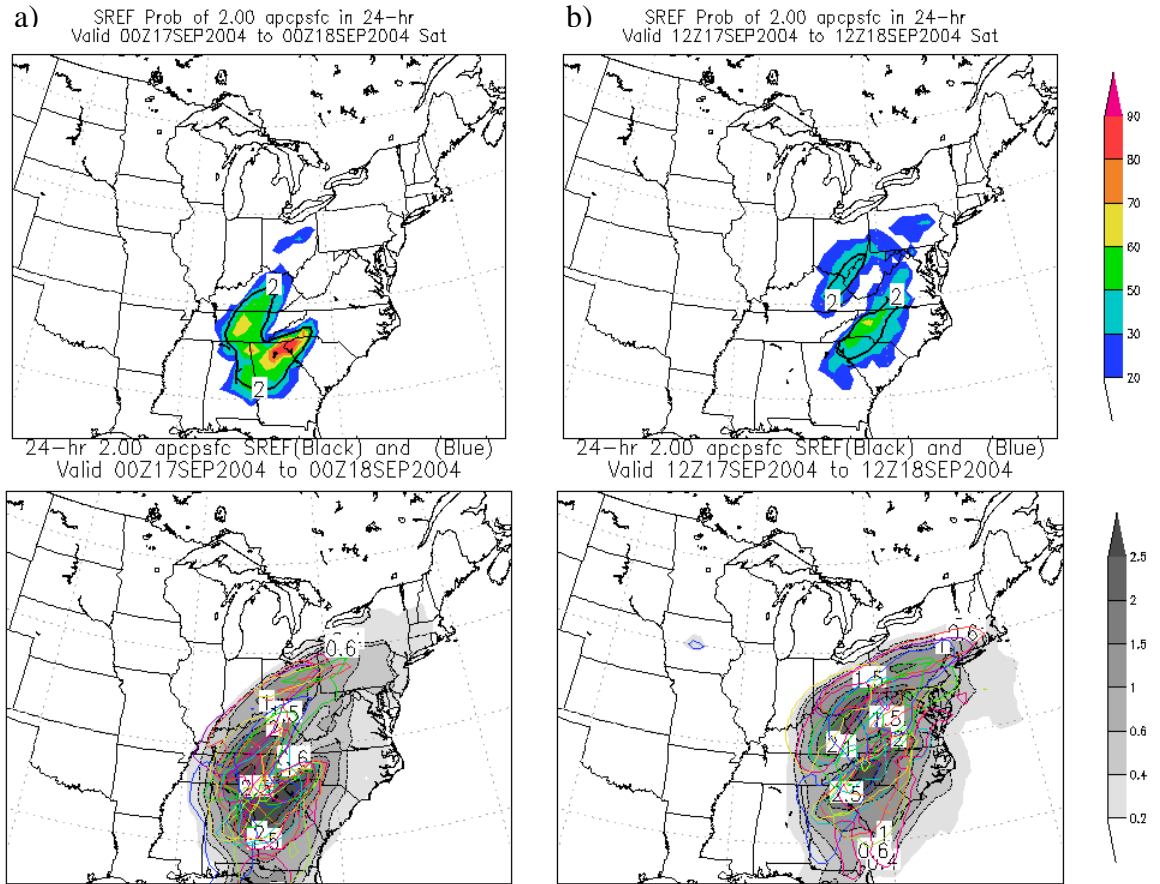 a)
SREF Prob of 2.00 apcpsfc in 24-hr
Valid 00Z17SEP2004 to 00Z18SEP2004 Sat
2
2
b)
SREF Prob of 2.00 apcpsfc in 24-hr
Valid 12Z17SEP2004 to 12Z18SEP2004 Sat
2
2
90
80
70
60
50
30
20
24-hr 2.00 apcpsfc SREF(Black) and (Blue)
Valid 00Z17SEP2004 to 00Z18SEP2004
0.6
24-hr 2.00 apcpsfc SREF(Black) and (Blue)
Valid 12Z17SEP2004 to 12Z18SEP2004
1
1.5
2.5
1
0.6
2.5
2
1.5
1
0.6
0.4
0.2